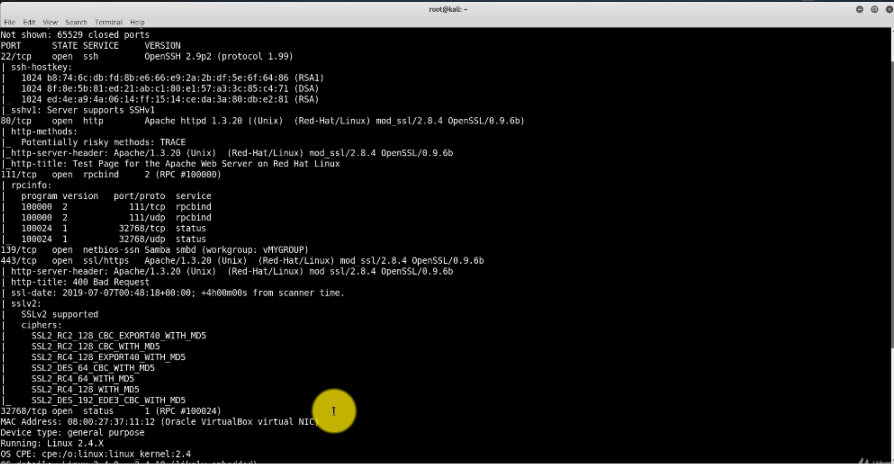 root@kali: ~
File Edit View Search Terminal Help
Not shown: 65529 closed ports
PORT STATE SERVICE VERSION
22/tcp open ssh OpenSSH 2.9p2 (protocol 1.99)
| ssh-hostkey:
| 1024 b8:74:6c:db:fd:8b:e6:66:e9:2a:2b:df:5e:6f:64:86 (RSA1)
| 1024 8f:8e:5b:81:ed:21:ab:c1:80:e1:57:a3:3c:85:c4:71 (DSA)
|_ 1024 ed:4e:a9:4a:06:14:ff:15:14:ce:da:3a:80:db:e2:81 (RSA)
|_sshv1: Server supports SSHv1
80/tcp open http Apache httpd 1.3.20 ((Unix) (Red-Hat/Linux) mod_ssl/2.8.4 OpenSSL/0.9.6b)
| http-methods:
|_ Potentially risky methods: TRACE
|_http-server-header: Apache/1.3.20 (Unix) (Red-Hat/Linux) mod_ssl/2.8.4 OpenSSL/0.9.6b
|_http-title: Test Page for the Apache Web Server on Red Hat Linux
111/tcp open rpcbind 2 (RPC #100000)
| rpcinfo:
| program version port/proto service
| 100000 2 111/tcp rpcbind
| 100000 2 111/udp rpcbind
| 100024 1 32768/tcp status
|_ 100024 1 32768/udp status
139/tcp open netbios-ssn Samba smbd (workgroup: vMYGROUP)
443/tcp open ssl/https Apache/1.3.20 (Unix) (Red-Hat/Linux) mod_ssl/2.8.4 OpenSSL/0.9.6b
| http-server-header: Apache/1.3.20 (Unix) (Red-Hat/Linux) mod_ssl/2.8.4 OpenSSL/0.9.6b
| http-title: 400 Bad Request
| ssl-date: 2019-07-07T00:48:18+00:00; +4h00m00s from scanner time.
| sslv2:
| SSLv2 supported
| ciphers:
| SSL2_RC2_128_CBC_EXPORT40_WITH_MD5
| SSL2_RC2_128_CBC_WITH_MD5
| SSL2_RC4_128_EXPORT40_WITH_MD5
| SSL2_DES_64_CBC_WITH_MD5
| SSL2_RC4_64_WITH_MD5
| SSL2_RC4_128_WITH_MD5
|_ SSL2_DES_192_EDE3_CBC_WITH_MD5
32768/tcp open status 1 (RPC #100024)
MAC Address: 08:00:27:37:11:12 (Oracle VirtualBox virtual NIC)
Device type: general purpose
Running: Linux 2.4.X
OS CPE: cpe:/o:linux:linux_kernel:2.4